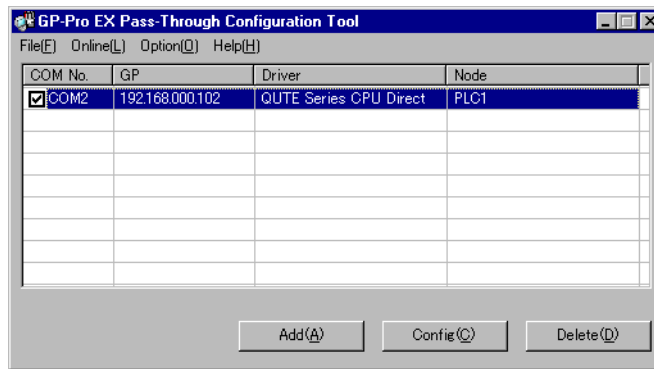 GP-Pro EX Pass-Through Configuration Tool
File(F) Online(L) Option(O) Help(H)
COM No. GP Driver Node
COM2 192.168.000.102 QUTE Series CPU Direct PLC1
Add(A) Config(C) Delete(D)